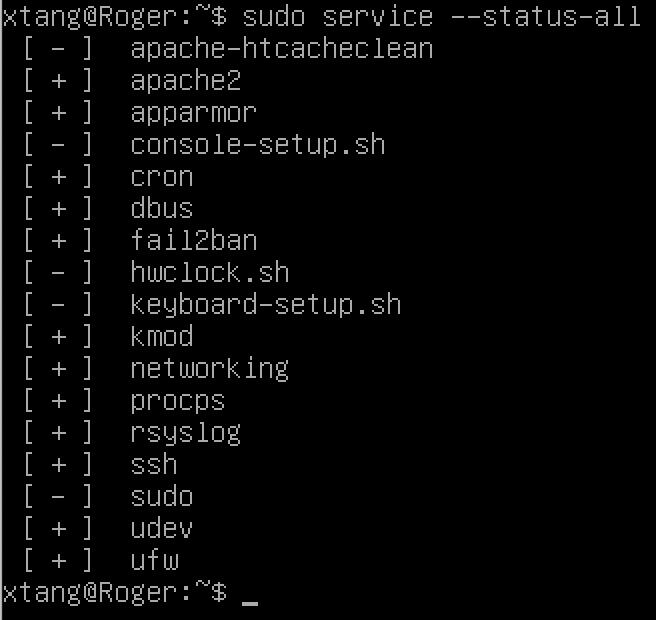 xtang@Roger:~$ sudo service --status-all
 [ - ]  apache-htcacheclean
 [ + ]  apache2
 [ + ]  apparmor
 [ - ]  console-setup.sh
 [ + ]  cron
 [ + ]  dbus
 [ + ]  fail2ban
 [ - ]  hwclock.sh
 [ - ]  keyboard-setup.sh
 [ + ]  kmod
 [ + ]  networking
 [ + ]  procps
 [ + ]  rsyslog
 [ + ]  ssh
 [ - ]  sudo
 [ + ]  udev
 [ + ]  ufw
xtang@Roger:~$ _